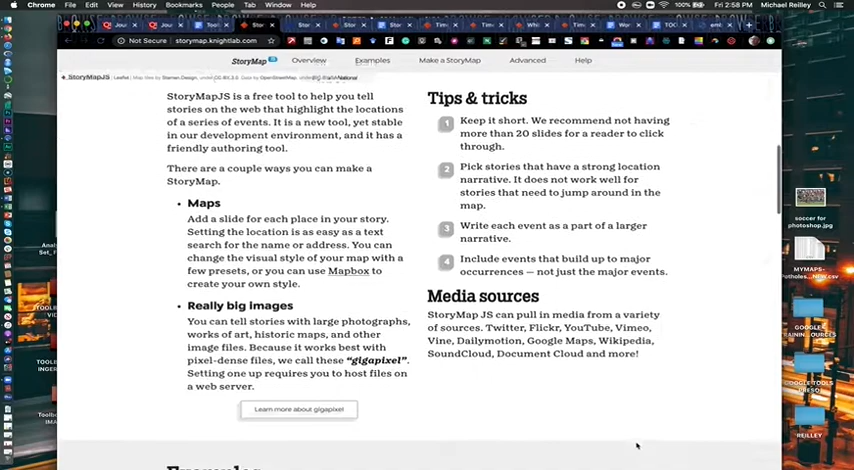 Chrome File Edit View History Bookmarks People Tab Window Help
100% Michael Reilley Fri 2:58 PM
Not Secure | storymap.knightlab.com
StoryMap JS Overview Examples Make a StoryMap Advanced Help
StoryMapJS
StoryMapJS is a free tool to help you tell
stories on the web that highlight the locations
of a series of events. It is a new tool, yet stable
in our development environment, and it has a
friendly authoring tool.
There are a couple ways you can make a
StoryMap.
• Maps
Add a slide for each place in your story.
Setting the location is as easy as a text
search for the name or address. You can
change the visual style of your map with a
few presets, or you can use Mapbox to
create your own style.
• Really big images
You can tell stories with large photographs,
works of art, historic maps, and other
image files. Because it works best with
pixel-dense files, we call these "gigapixel".
Setting one up requires you to host files on
a web server.
Learn more about gigapixel
Tips & tricks
1 Keep it short. We recommend not having
more than 20 slides for a reader to click
through.
2 Pick stories that have a strong location
narrative. It does not work well for
stories that need to jump around in the
map.
3 Write each event as a part of a larger
narrative.
4 Include events that build up to major
occurrences — not just the major events.
Media sources
StoryMap JS can pull in media from a variety
of sources. Twitter, Flickr, YouTube, Vimeo,
Vine, Dailymotion, Google Maps, Wikipedia,
SoundCloud, Document Cloud and more!
Examples
soccer for
photoshop.jpg
GOOGLE
REILLEY